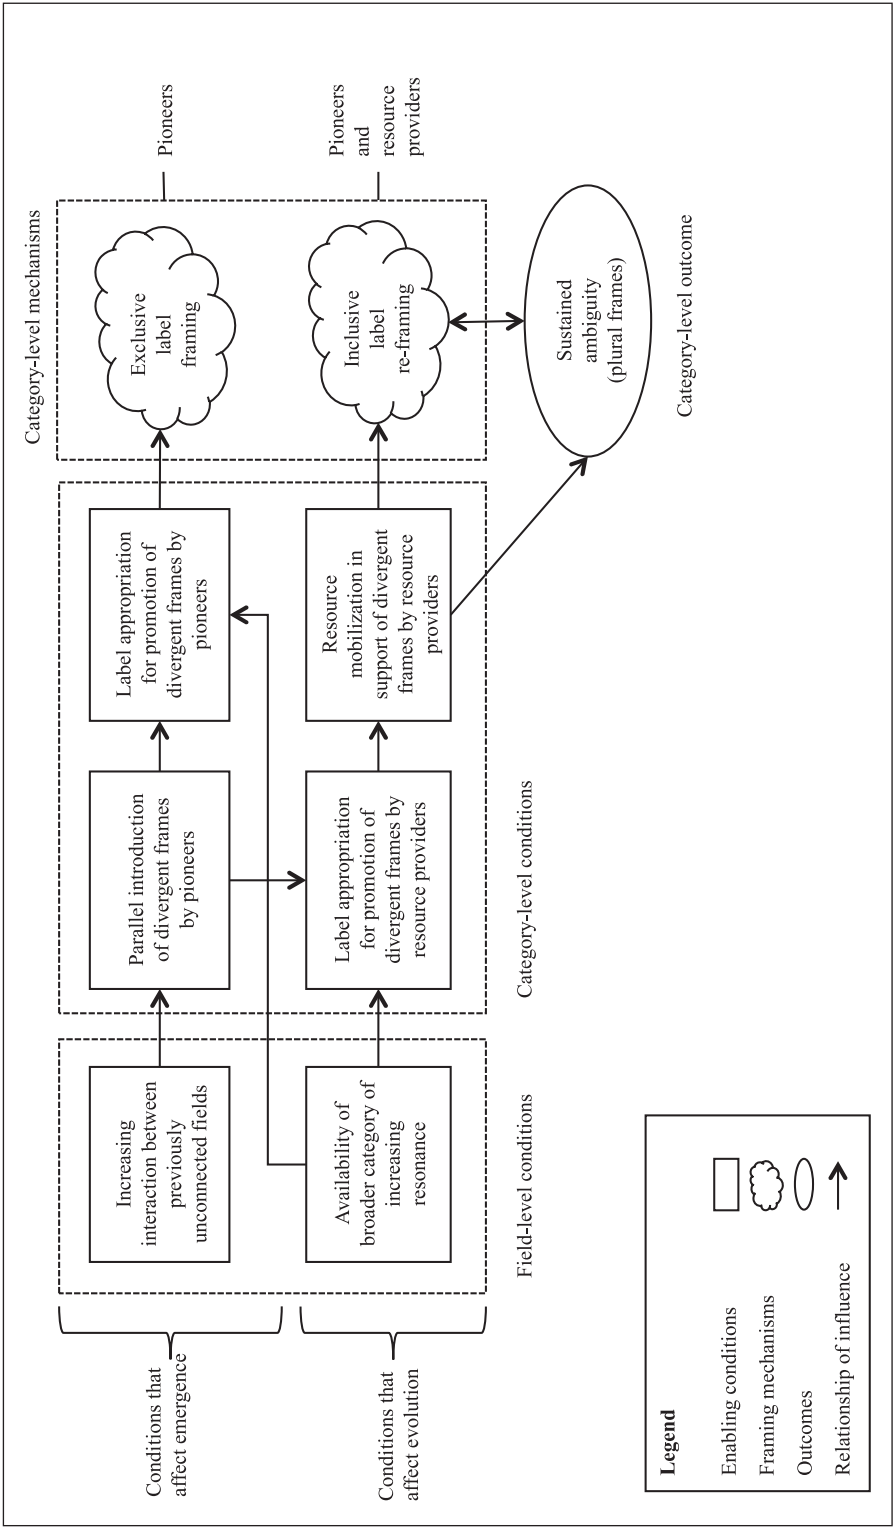 Category-level mechanisms
Conditions that
affect emergence
Increasing
interaction between
previously
unconnected fields
Parallel introduction
of divergent frames
by pioneers
Label appropriation
for promotion of
divergent frames by
pioneers
Exclusive
label
framing
Pioneers
Conditions that
affect evolution
Availability of
broader category of
increasing
resonance
Label appropriation
for promotion of
divergent frames by
resource providers
Resource
mobilization in
support of divergent
frames by resource
providers
Inclusive
label
re-framing
Pioneers
and
resource
providers
Field-level conditions
Category-level conditions
Sustained
ambiguity
(plural frames)
Category-level outcome
Legend
Enabling conditions
Framing mechanisms
Outcomes
Relationship of influence